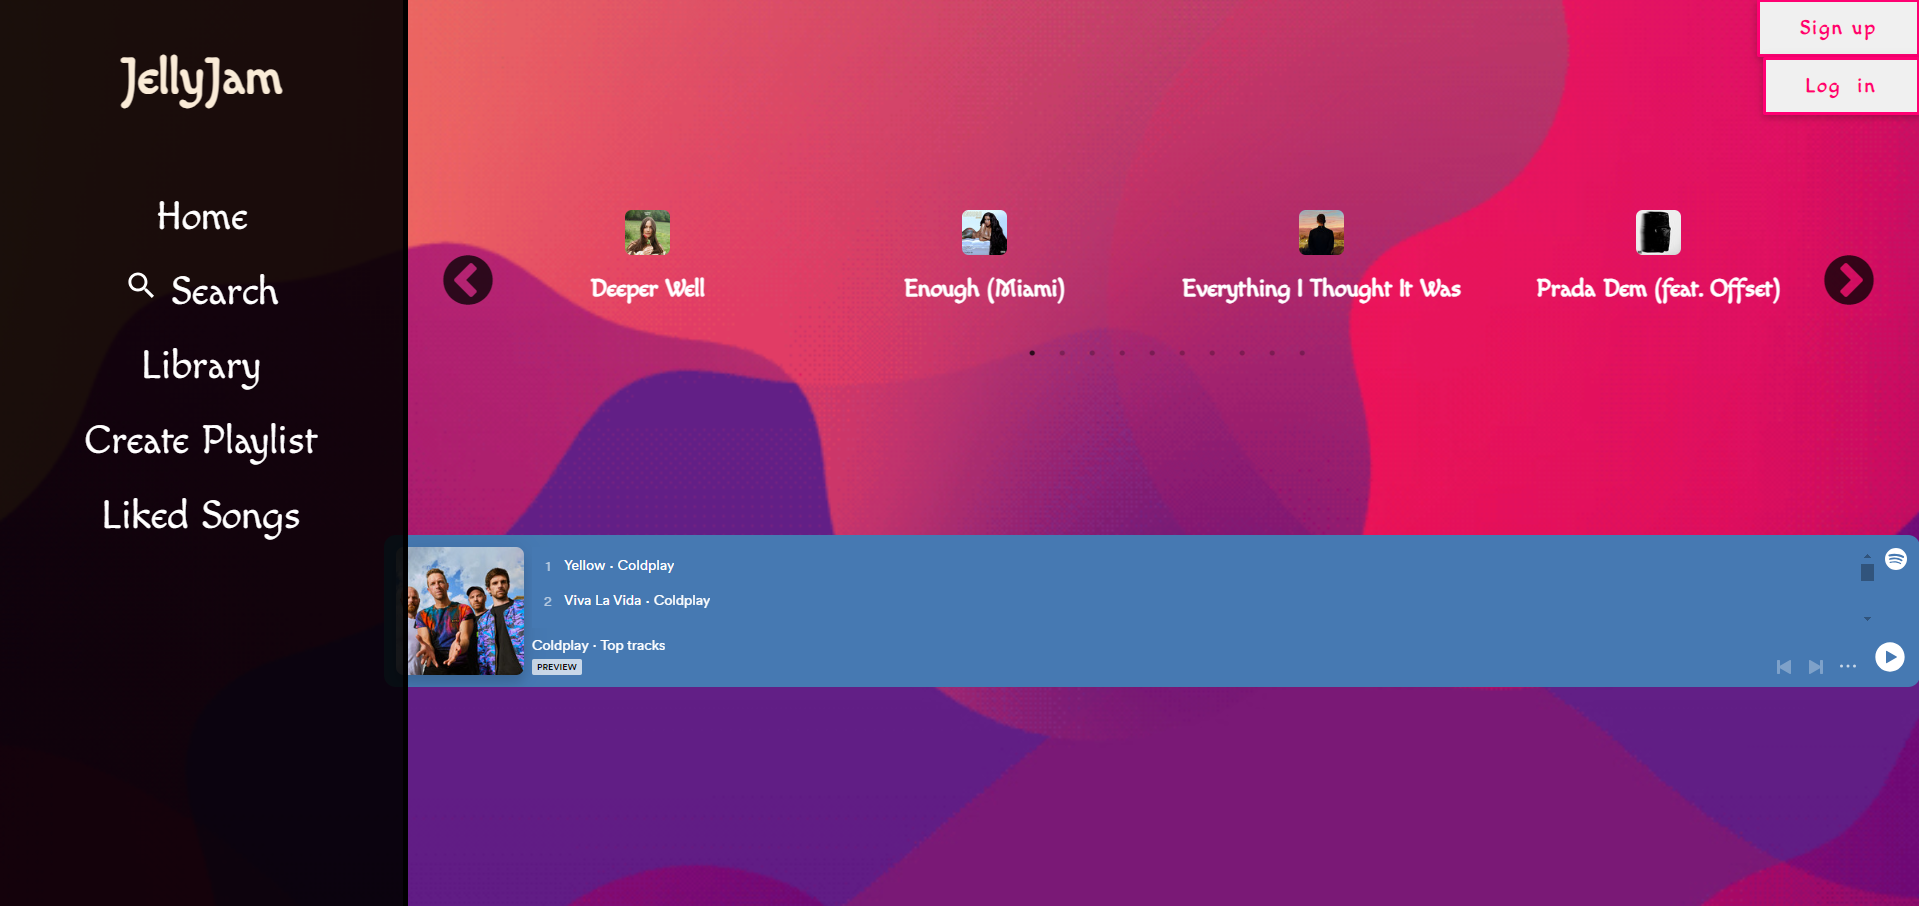 JellyJam
Home
Search
Library
Create Playlist
Liked Songs
Sign up
Log in
Deeper Well
Enough (Miami)
Everything I Thought It Was
Prada Dem (feat. Offset)
1 Yellow · Coldplay
2 Viva La Vida · Coldplay
Coldplay · Top tracks
PREVIEW